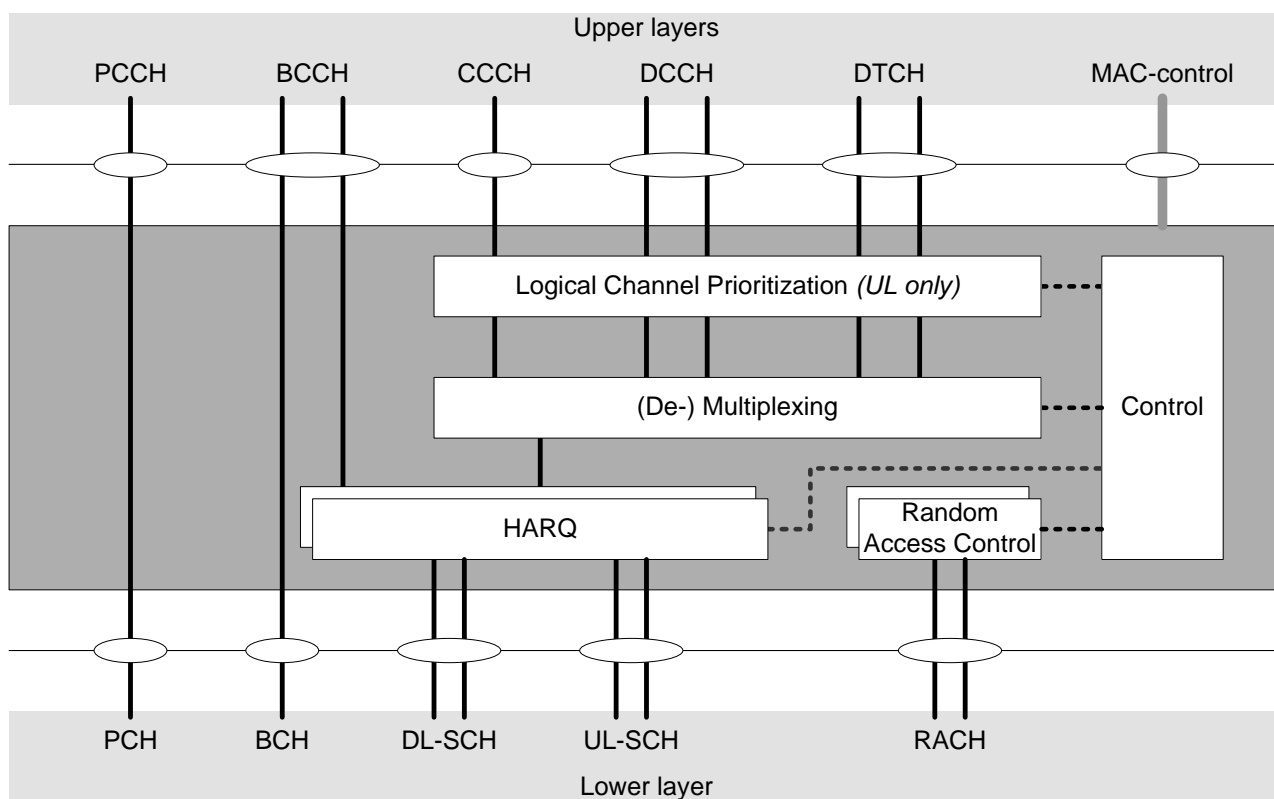 Upper layers
PCCH BCCH CCCH DCCH DTCH MAC-control
Logical Channel Prioritization (UL only)
(De-) Multiplexing
Control
HARQ
Random
Access Control
PCH BCH DL-SCH UL-SCH RACH
Lower layer